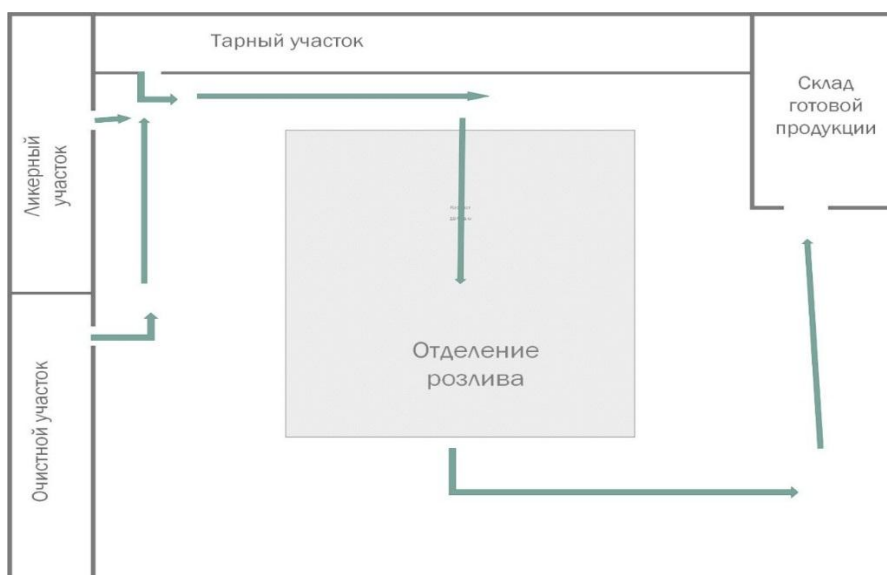 Тарный участок
Склад
готовой
продукции
Ликерный
участок
Отделение
розлива
Очистной участок